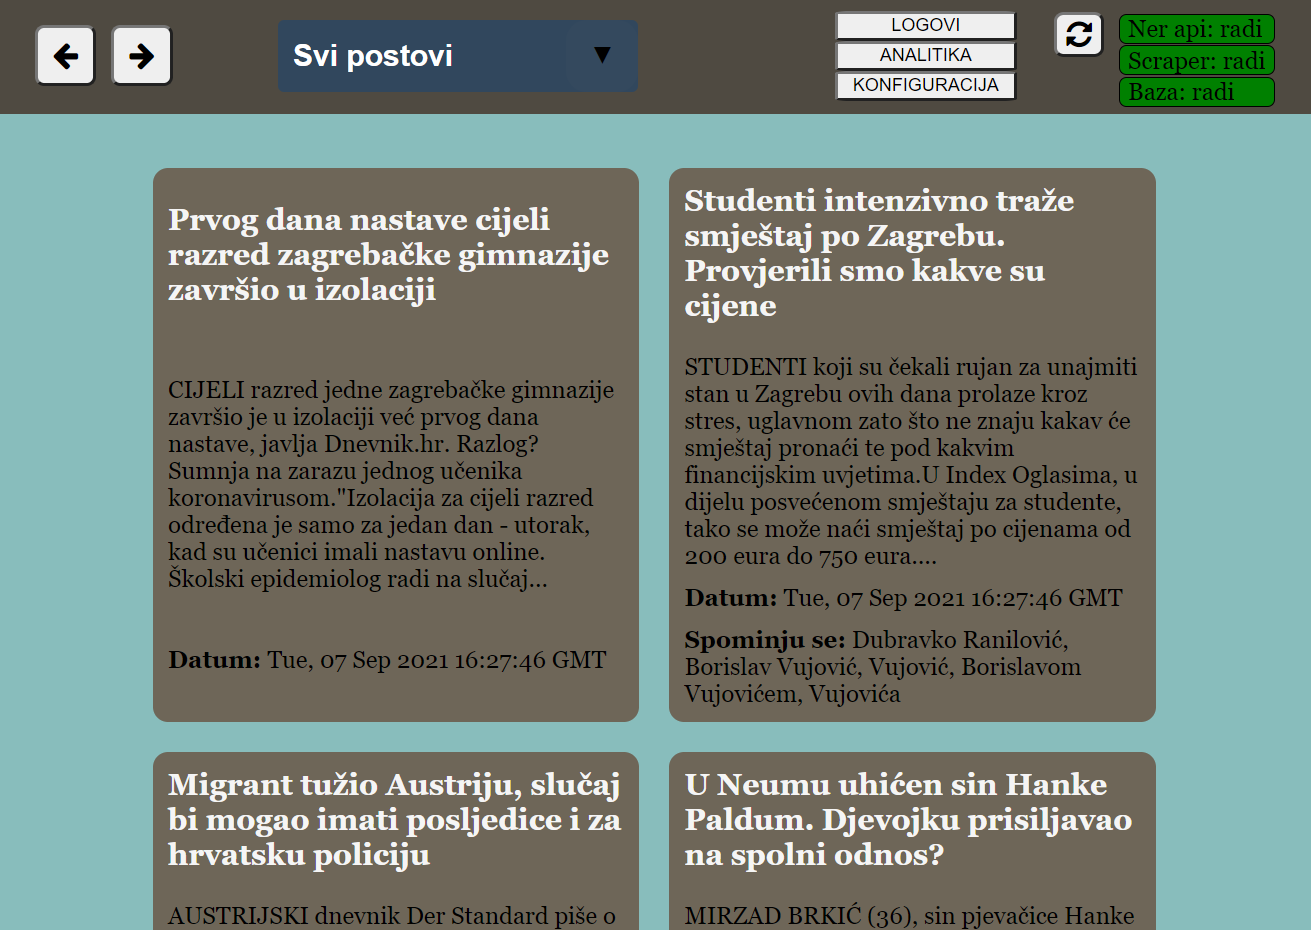 Svi postovi ▼
LOGOVI
ANALITIKA
KONFIGURACIJA
Ner api: radi
Scraper: radi
Baza: radi
Prvog dana nastave cijeli
razred zagrebačke gimnazije
završio u izolaciji
CIJELI razred jedne zagrebačke gimnazije
završio je u izolaciji već prvog dana
nastave, javlja Dnevnik.hr. Razlog?
Sumnja na zarazu jednog učenika
koronavirusom."Izolacija za cijeli razred
određena je samo za jedan dan - utorak,
kad su učenici imali nastavu online.
Školski epidemiolog radi na slučaj...
Datum: Tue, 07 Sep 2021 16:27:46 GMT
Studenti intenzivno traže
smještaj po Zagrebu.
Provjerili smo kakve su
cijene
STUDENTI koji su čekali rujan za unajmiti
stan u Zagrebu ovih dana prolaze kroz
stres, uglavnom zato što ne znaju kakav će
smještaj pronaći te pod kakvim
financijskim uvjetima.U Index Oglasima, u
dijelu posvećenom smještaju za studente,
tako se može naći smještaj po cijenama od
200 eura do 750 eura....
Datum: Tue, 07 Sep 2021 16:27:46 GMT
Spominju se: Dubravko Ranilović,
Borislav Vujović, Vujović, Borislavom
Vujovićem, Vujovića
Migrant tužio Austriju, slučaj
bi mogao imati posljedice i za
hrvatsku policiju
AUSTRIJSKI dnevnik Der Standard piše o
U Neumu uhićen sin Hanke
Paldum. Djevojku prisiljavao
na spolni odnos?
MIRZAD BRKIĆ (36), sin pjevačice Hanke